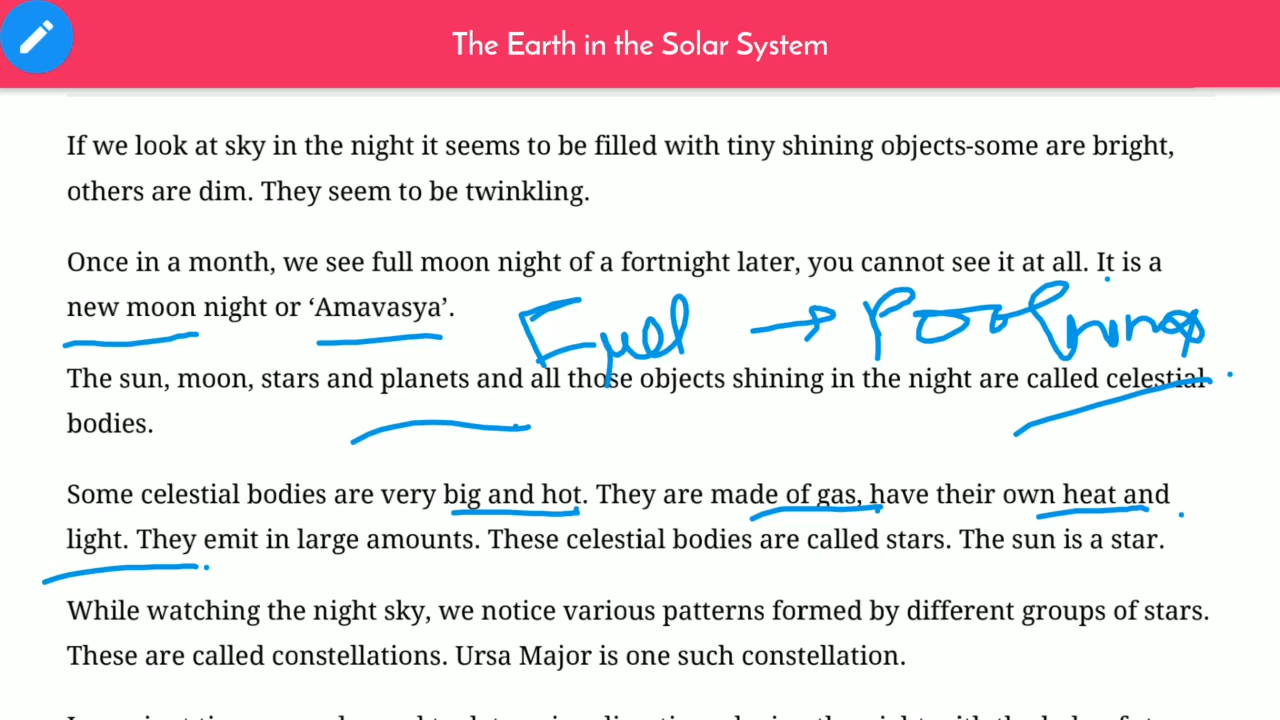 The Earth in the Solar System
If we look at sky in the night it seems to be filled with tiny shining objects-some are bright,
others are dim. They seem to be twinkling.
Once in a month, we see full moon night of a fortnight later, you cannot see it at all. It is a
new moon night or ‘Amavasya’.
Fuel →
The sun, moon, stars and planets and all those objects shining in the night are called celestial
bodies.
Some celestial bodies are very big and hot. They are made of gas, have their own heat and
light. They emit in large amounts. These celestial bodies are called stars. The sun is a star.
While watching the night sky, we notice various patterns formed by different groups of stars.
These are called constellations. Ursa Major is one such constellation.